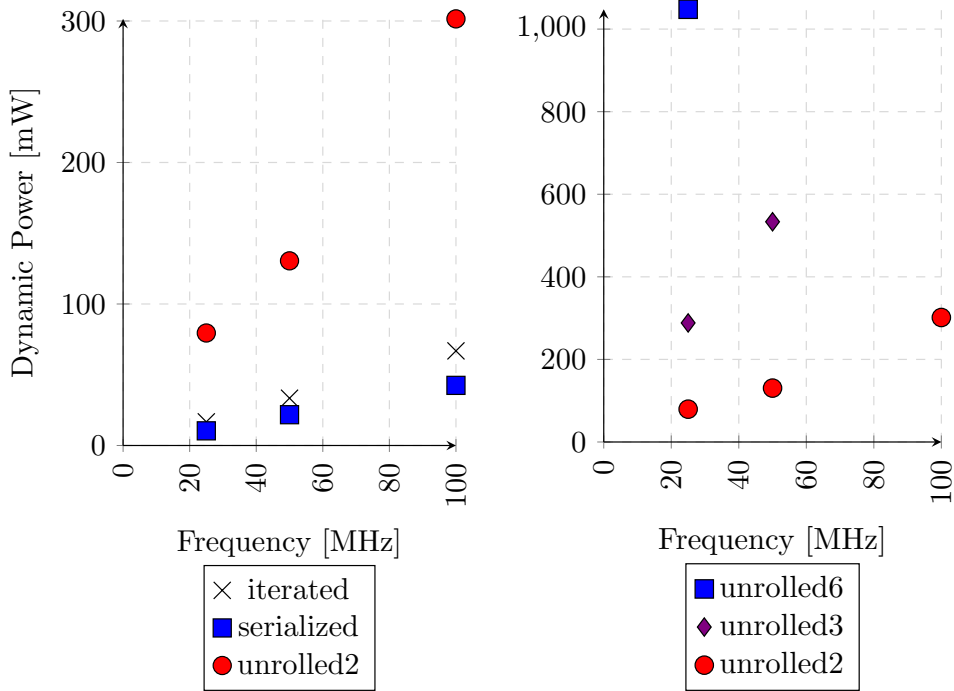 Dynamic Power [mW]
300
200
100
0
0 20 40 60 80 100
Frequency [MHz]
iterated
serialized
unrolled2
1,000
800
600
400
200
0
0 20 40 60 80 100
Frequency [MHz]
unrolled6
unrolled3
unrolled2